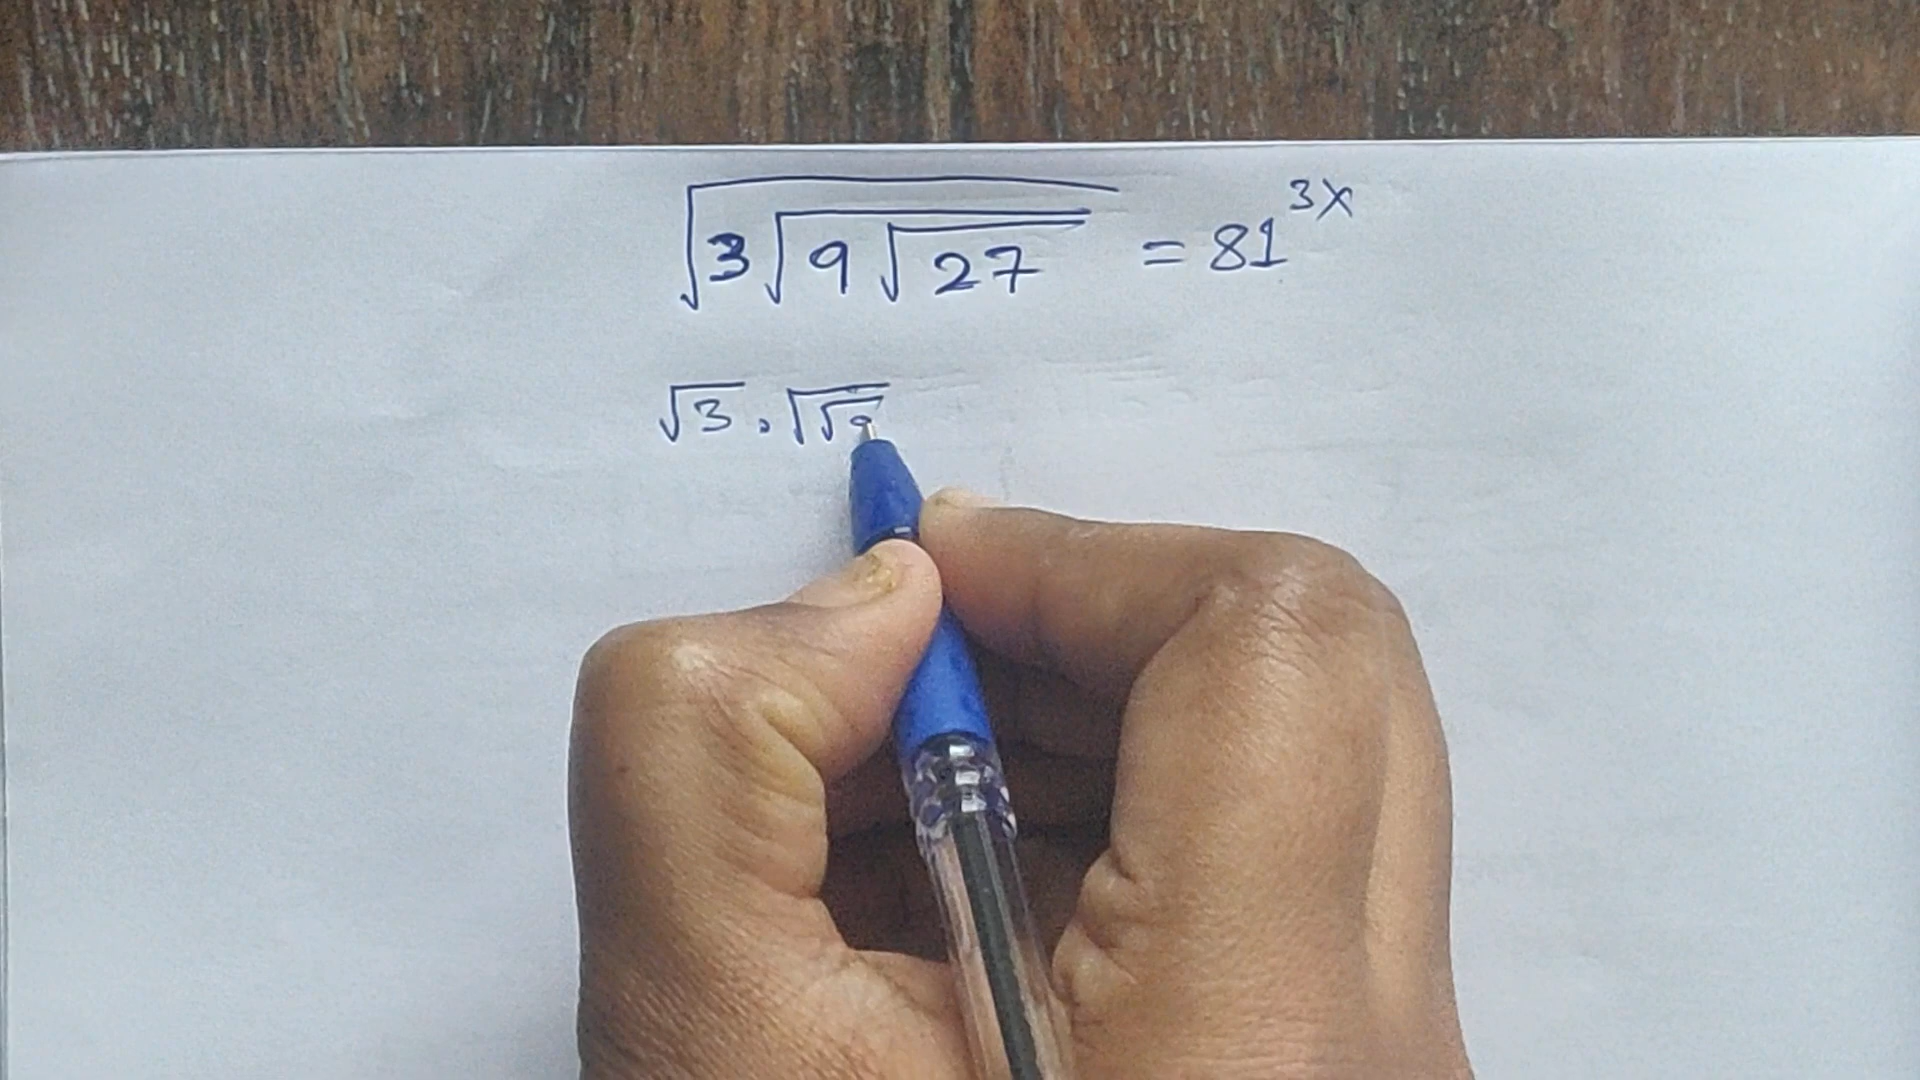 √3√9√27 = 81^3x
√3 . √√9